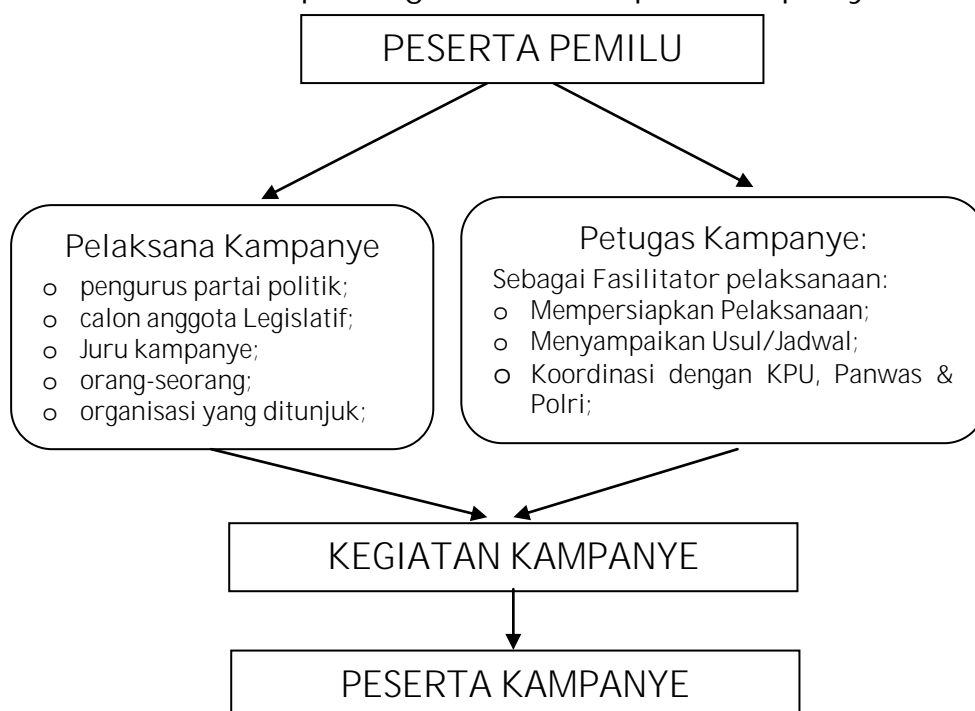 PESERTA PEMILU
Pelaksana Kampanye
o pengurus partai politik;
o calon anggota Legislatif;
o Juru kampanye;
o orang-seorang;
o organisasi yang ditunjuk;
Petugas Kampanye:
Sebagai Fasilitator pelaksanaan:
o Mempersiapkan Pelaksanaan;
o Menyampaikan Usul/Jadwal;
o Koordinasi dengan KPU, Panwas &
Polri;
KEGIATAN KAMPANYE
PESERTA KAMPANYE